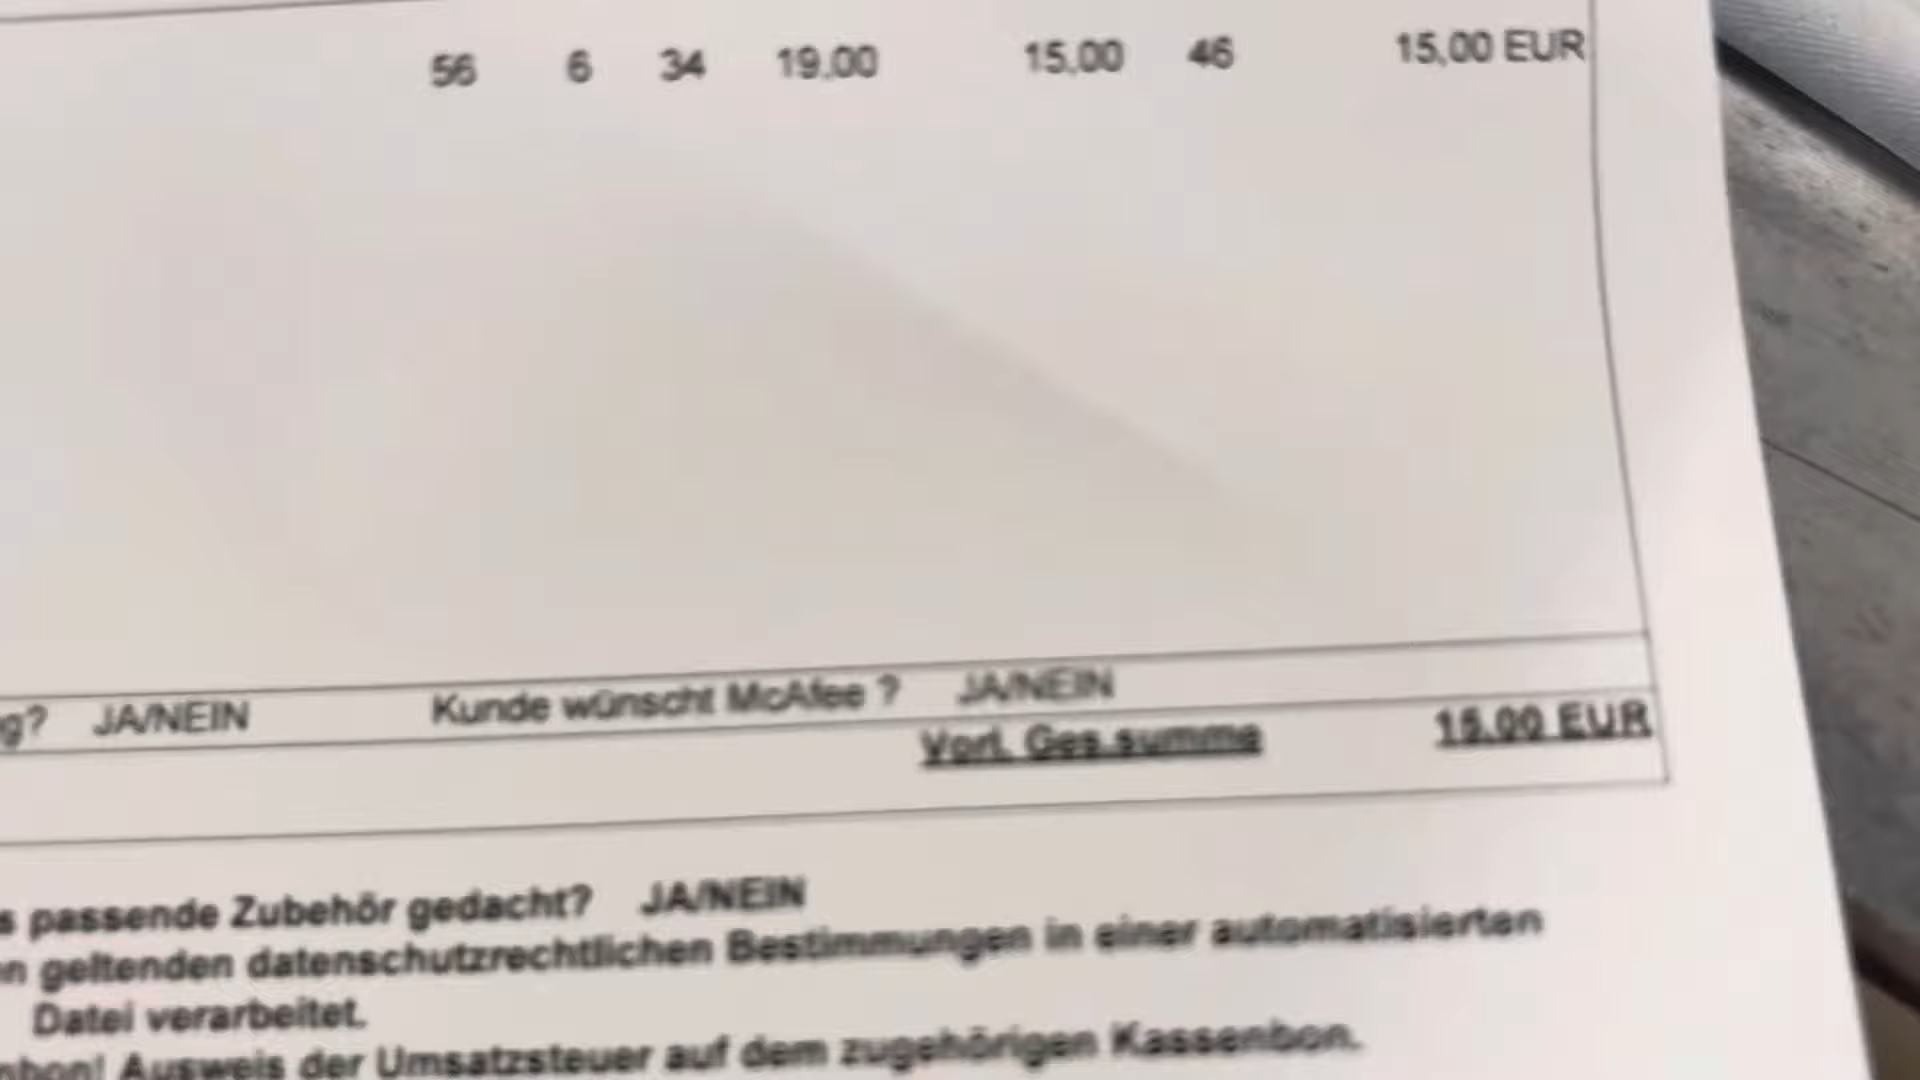 56 6 34 19,00 15,00 46 15,00 EUR
g? JA/NEIN Kunde wünscht McAfee ? JA/NEIN
Vorl. Ges.summe 15,00 EUR
s passende Zubehör gedacht? JA/NEIN
en geltenden datenschutzrechtlichen Bestimmungen in einer automatisierten
Datei verarbeitet.
nbon! Ausweis der Umsatzsteuer auf dem zugehörigen Kassenbon.